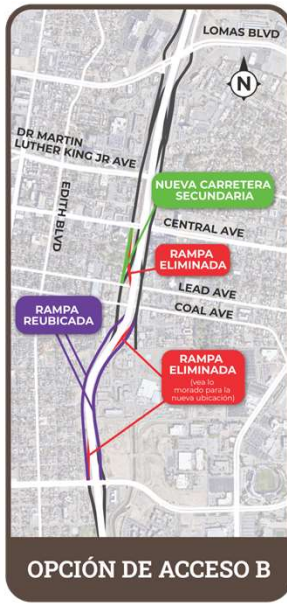 LOMAS BLVD
N
DR MARTIN
LUTHER KING JR AVE
EDITH BLVD
NUEVA CARRETERA
SECUNDARIA
CENTRAL AVE
RAMPA
ELIMINADA
LEAD AVE
COAL AVE
RAMPA
REUBICADA
RAMPA
ELIMINADA
(vea lo
morado para la
nueva ubicación)
OPCIÓN DE ACCESO B